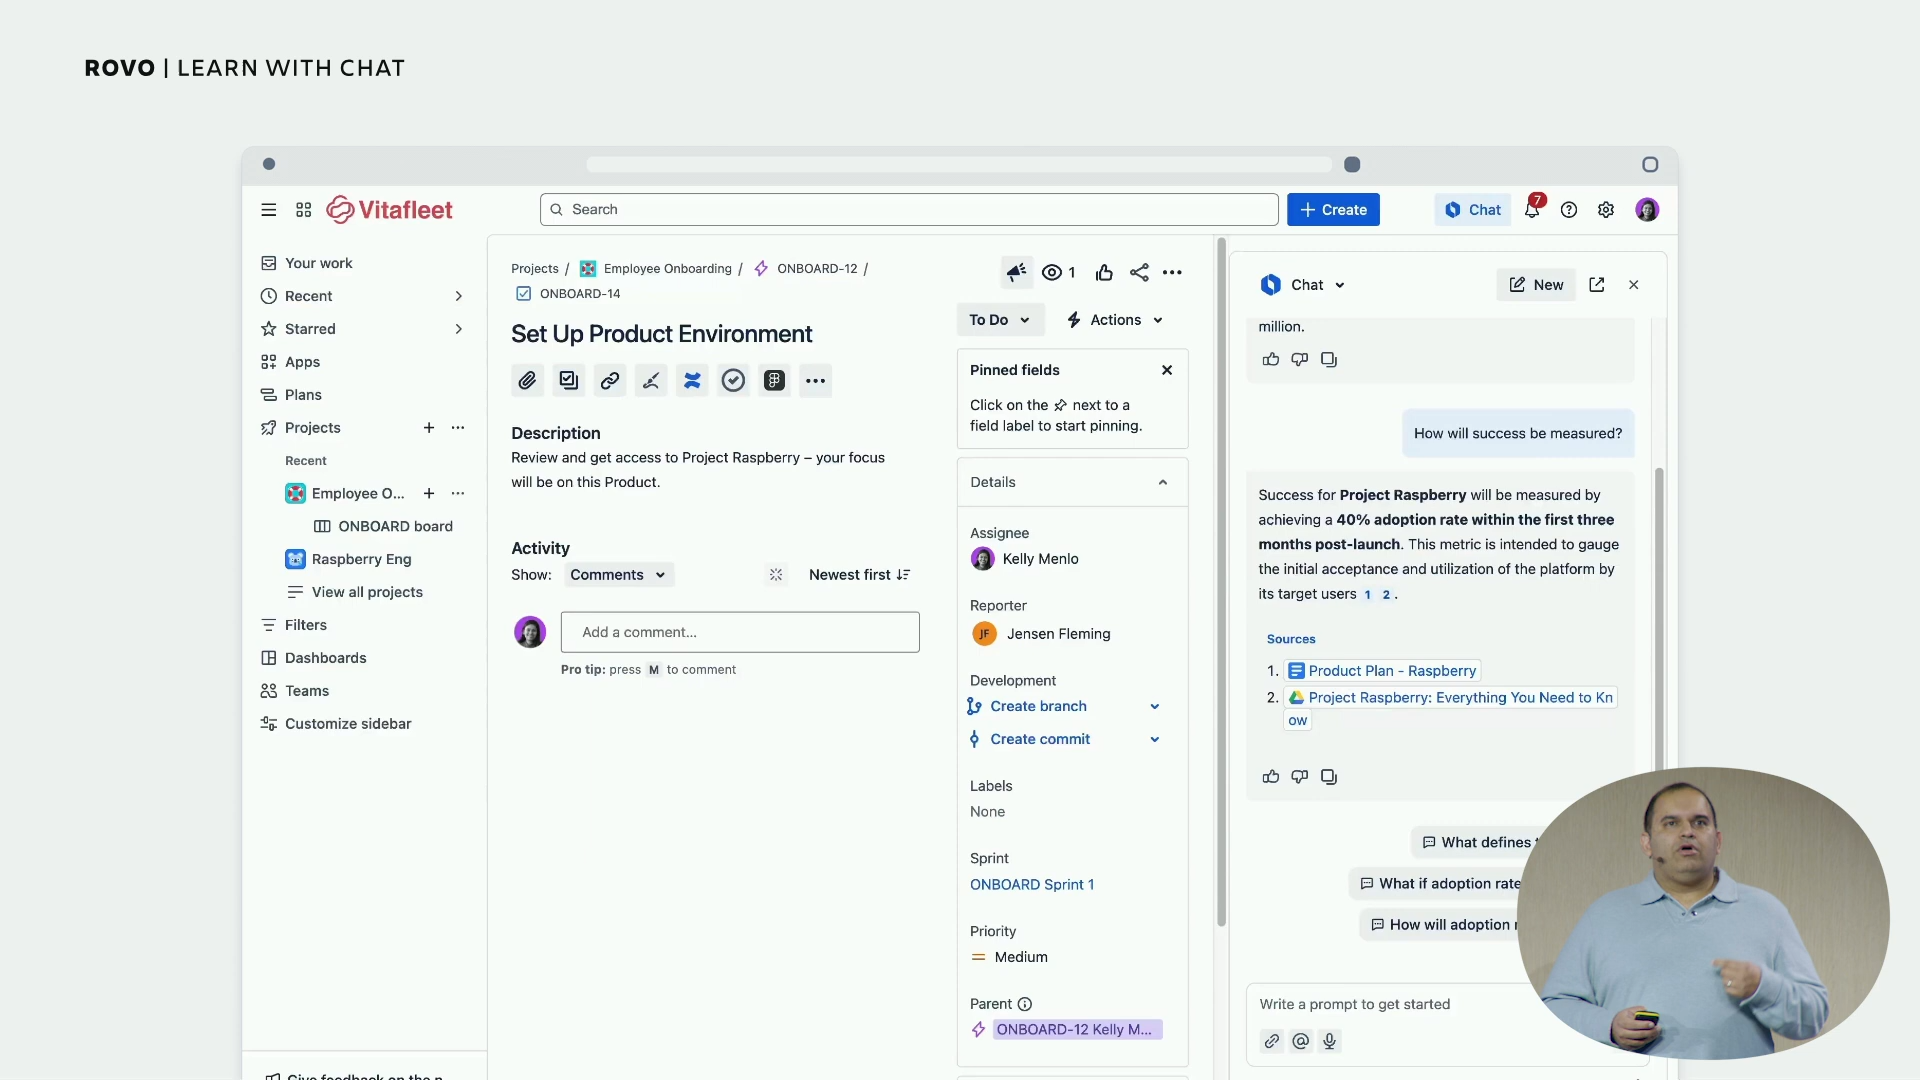 ROVO | LEARN WITH CHAT
Vitafleet
Search
Create
Chat
7
Your work
Recent
Starred
Apps
Plans
Projects
Recent
Employee O...
ONBOARD board
Raspberry Eng
View all projects
Filters
Dashboards
Teams
Customize sidebar
Projects / Employee Onboarding / ONBOARD-12 /
ONBOARD-14
Set Up Product Environment
Description
Review and get access to Project Raspberry – your focus
will be on this Product.
Activity
Show: Comments
Newest first
Add a comment...
Pro tip: press M to comment
1
To Do
Actions
Pinned fields
Click on the next to a
field label to start pinning.
Details
Assignee
Kelly Menlo
Reporter
JF Jensen Fleming
Development
Create branch
Create commit
Labels
None
Sprint
ONBOARD Sprint 1
Priority
Medium
Parent
ONBOARD-12 Kelly M...
Chat
New
million.
How will success be measured?
Success for Project Raspberry will be measured by
achieving a 40% adoption rate within the first three
months post-launch. This metric is intended to gauge
the initial acceptance and utilization of the platform by
its target users 1 2 .
Sources
1. Product Plan - Raspberry
2. Project Raspberry: Everything You Need to Kn
ow
What defines
What if adoption rate
How will adoption
Write a prompt to get started